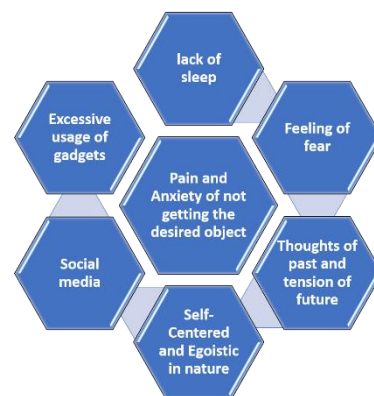 lack of
sleep
Excessive
usage of
gadgets
Feeling of
fear
Pain and
Anxiety of not
getting the
desired object
Social
media
Thoughts of
past and
tension of
future
Self-
Centered
and Egoistic
in nature